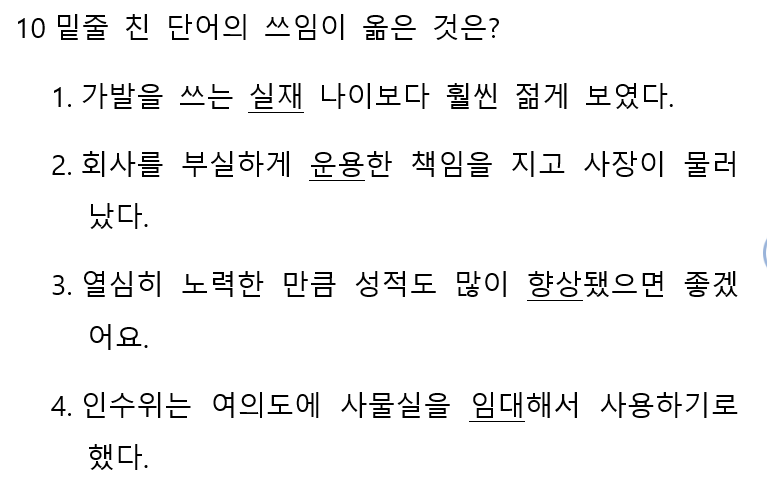 10 밑줄 친 단어의 쓰임이 옮은 것은?
1. 가발을 쓰는 실재 나이보다 훨씬 젊게 보였다.
2. 회사를 부실하게 운용한 책임을 지고 사장이 물러
났다.
3. 열심히 노력한 만큼 성적도 많이 향상됐으면 좋겠
어요.
4. 인수위는 여의도에 사물실을 임대해서 사용하기로
했다.